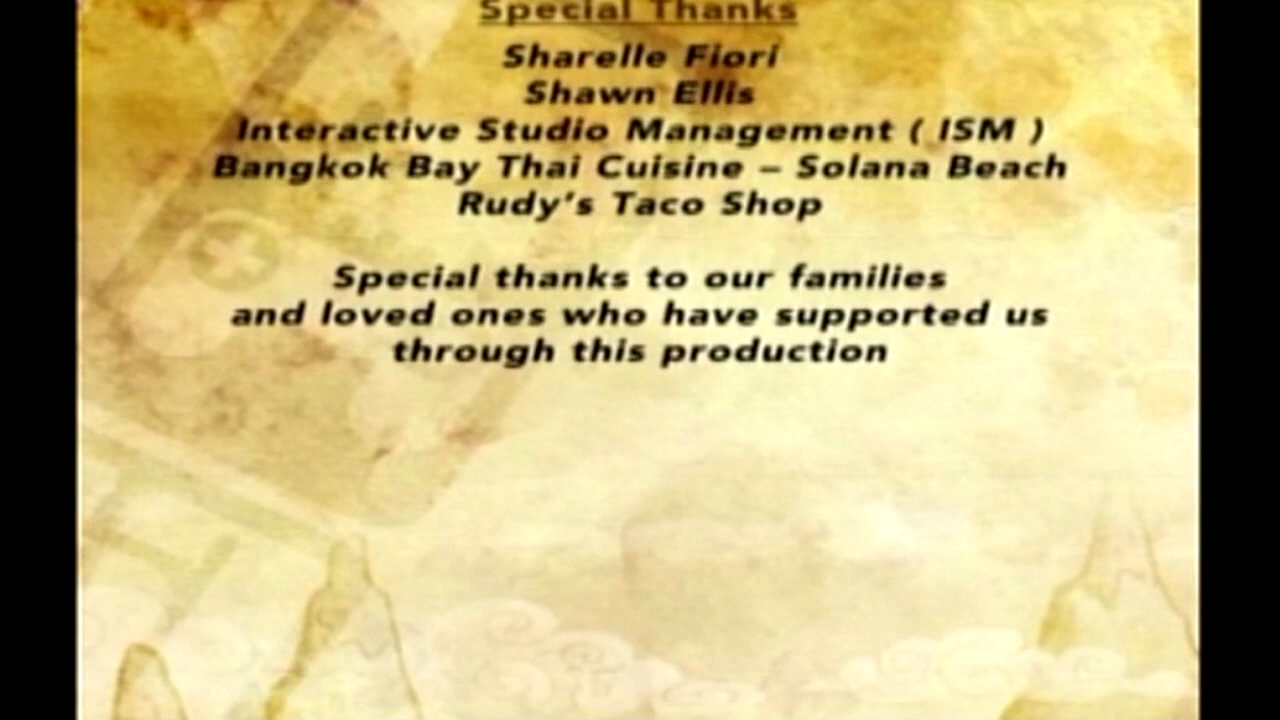 Special Thanks
Sharelle Fiori
Shawn Ellis
Interactive Studio Management ( ISM )
Bangkok Bay Thai Cuisine – Solana Beach
Rudy's Taco Shop
Special thanks to our families
and loved ones who have supported us
through this production